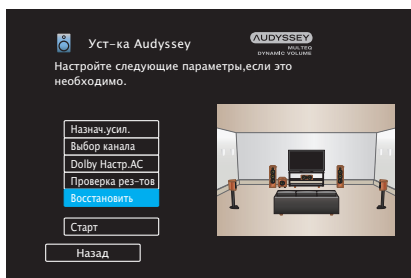 Уст-ка Audyssey
AUDYSSEY
MULTEQ
DYNAMIC VOLUME
Настройте следующие параметры,если это
необходимо.
Назнач.усил.
Выбор канала
Dolby Настр.AC
Проверка рез-тов
Восстановить
Старт
Назад